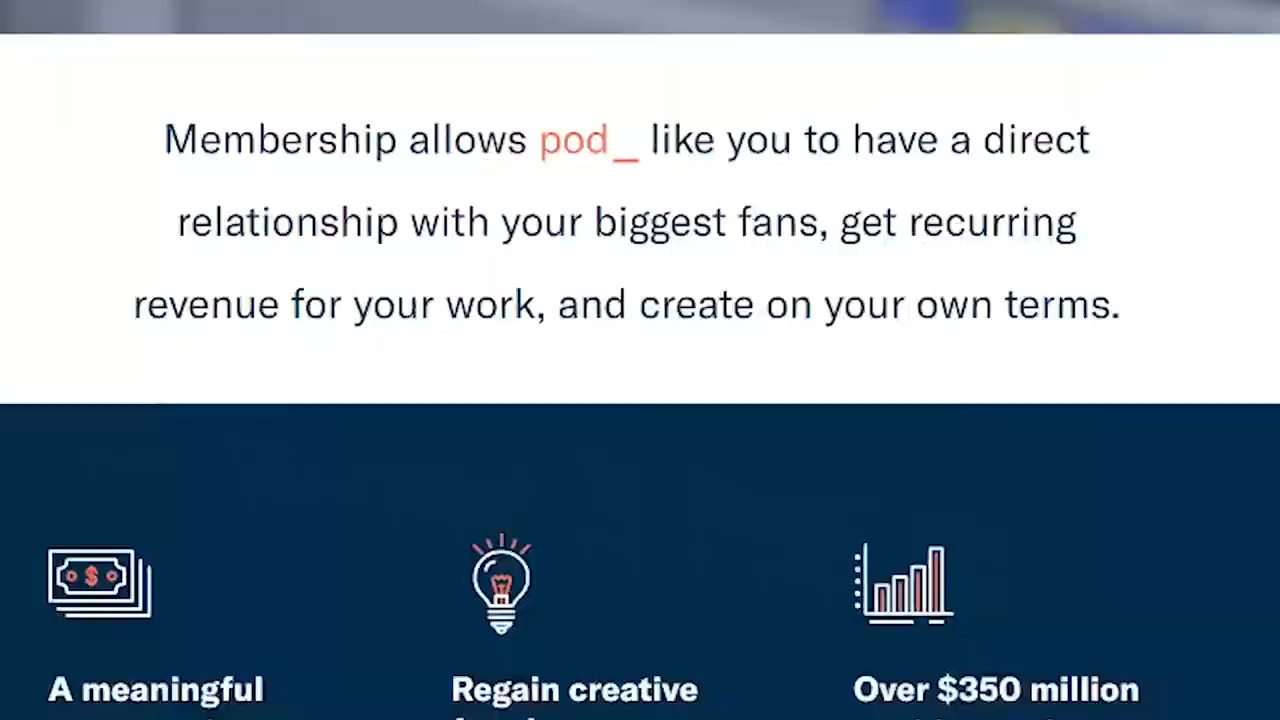 Membership allows pod_ like you to have a direct
relationship with your biggest fans, get recurring
revenue for your work, and create on your own terms.
$
A meaningful
Regain creative
Over $350 million